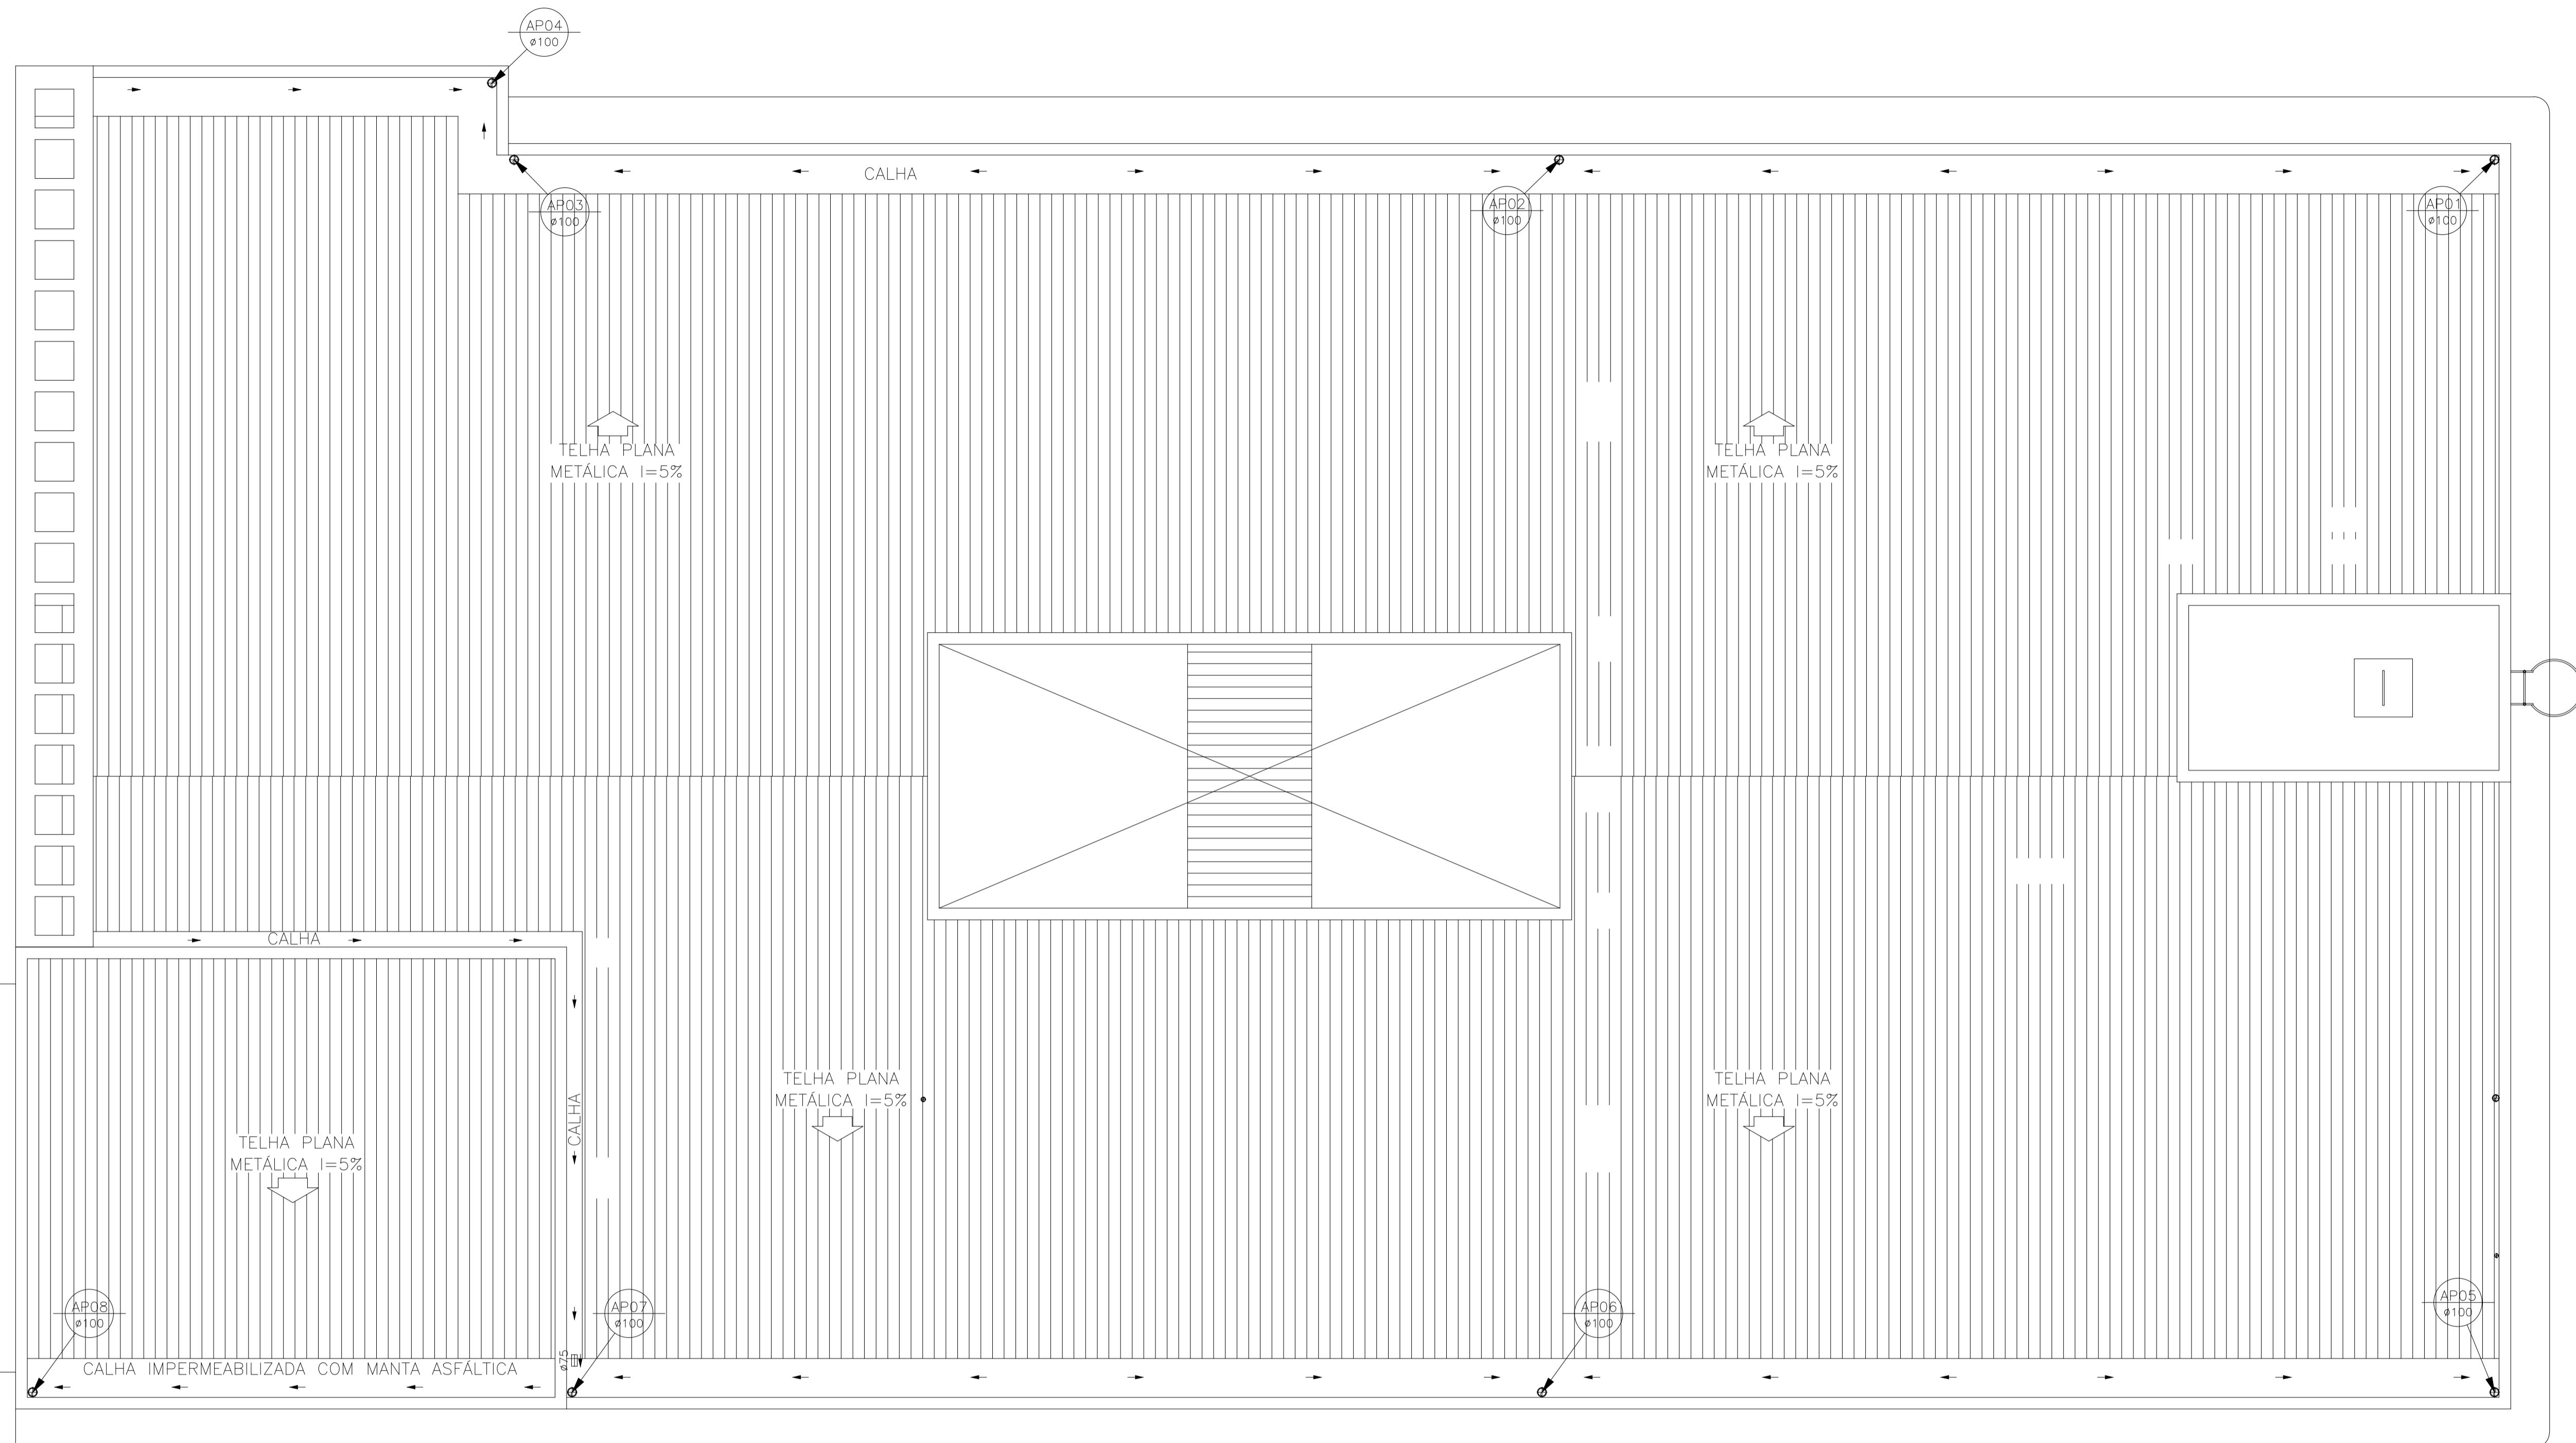 AP04
ø100
CALHA
AP03
ø100
AP02
ø100
AP01
ø100
TELHA PLANA
METÁLICA I=5%
TELHA PLANA
METÁLICA I=5%
CALHA
TELHA PLANA
METÁLICA I=5%
TELHA PLANA
METÁLICA I=5%
CALHA
TELHA PLANA
METÁLICA I=5%
AP08
ø100
AP07
ø100
AP06
ø100
AP05
ø100
ø75
CALHA IMPERMEABILIZADA COM MANTA ASFÁLTICA